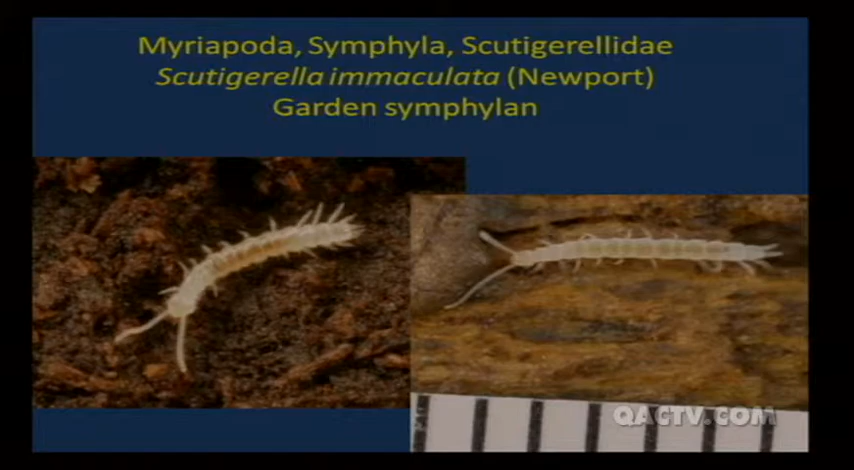 Myriapoda, Symphyla, Scutigerellidae
Scutigerella immaculata (Newport)
Garden symphylan
QACTV.COM